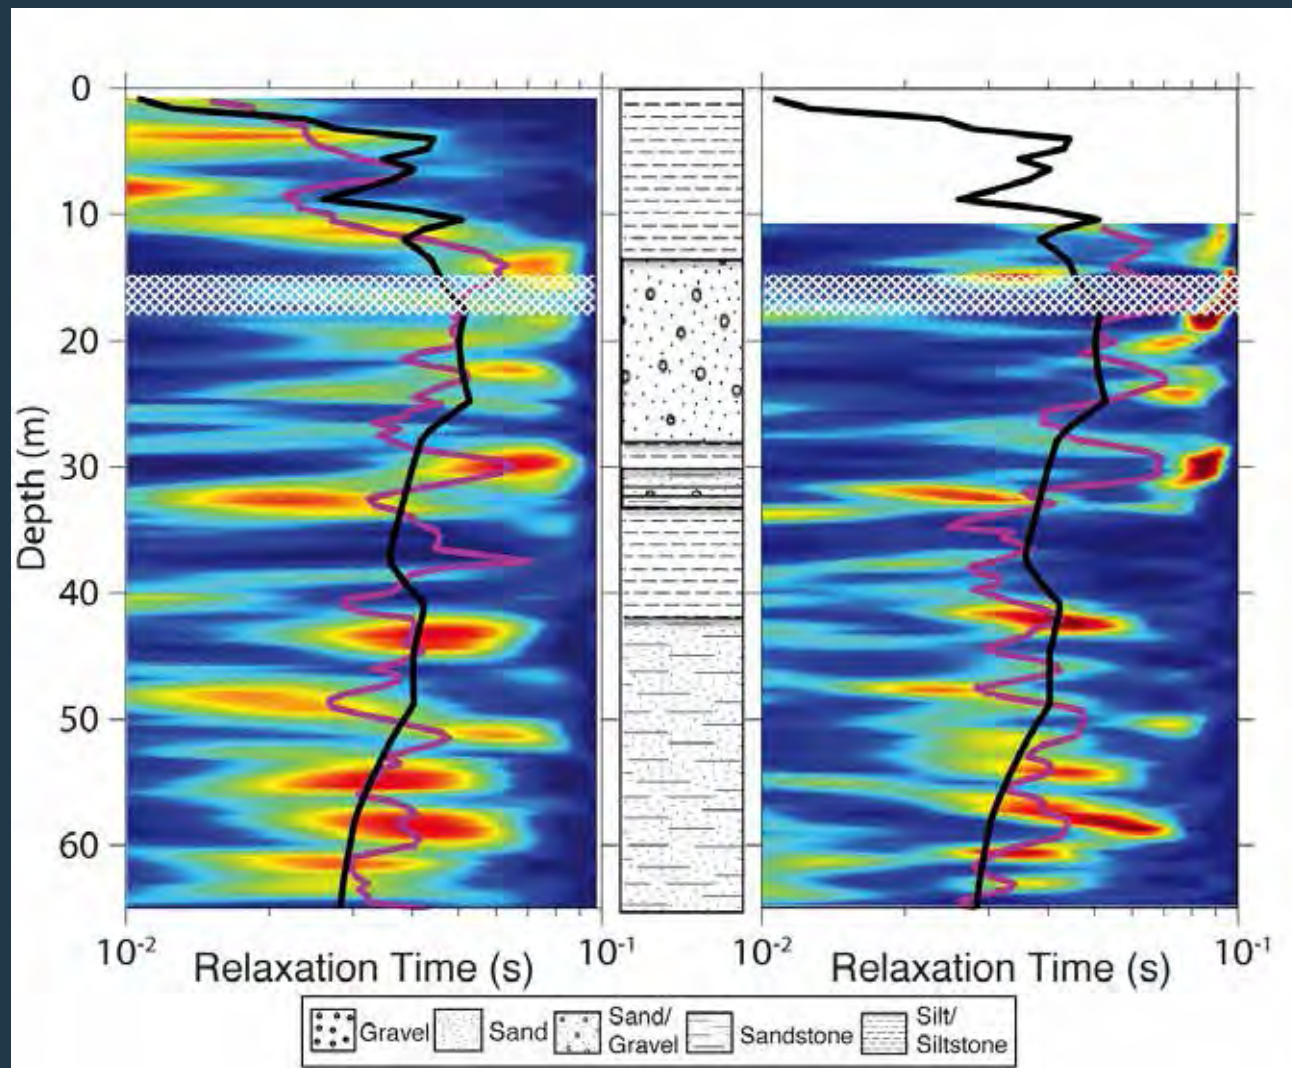 0
10
20
30
40
50
60
Depth (m)
10-2
10-1
10-2
10-1
Relaxation Time (s)
Relaxation Time (s)
Gravel
Sand
Sand/
Gravel
Sandstone
Silt/
Siltstone